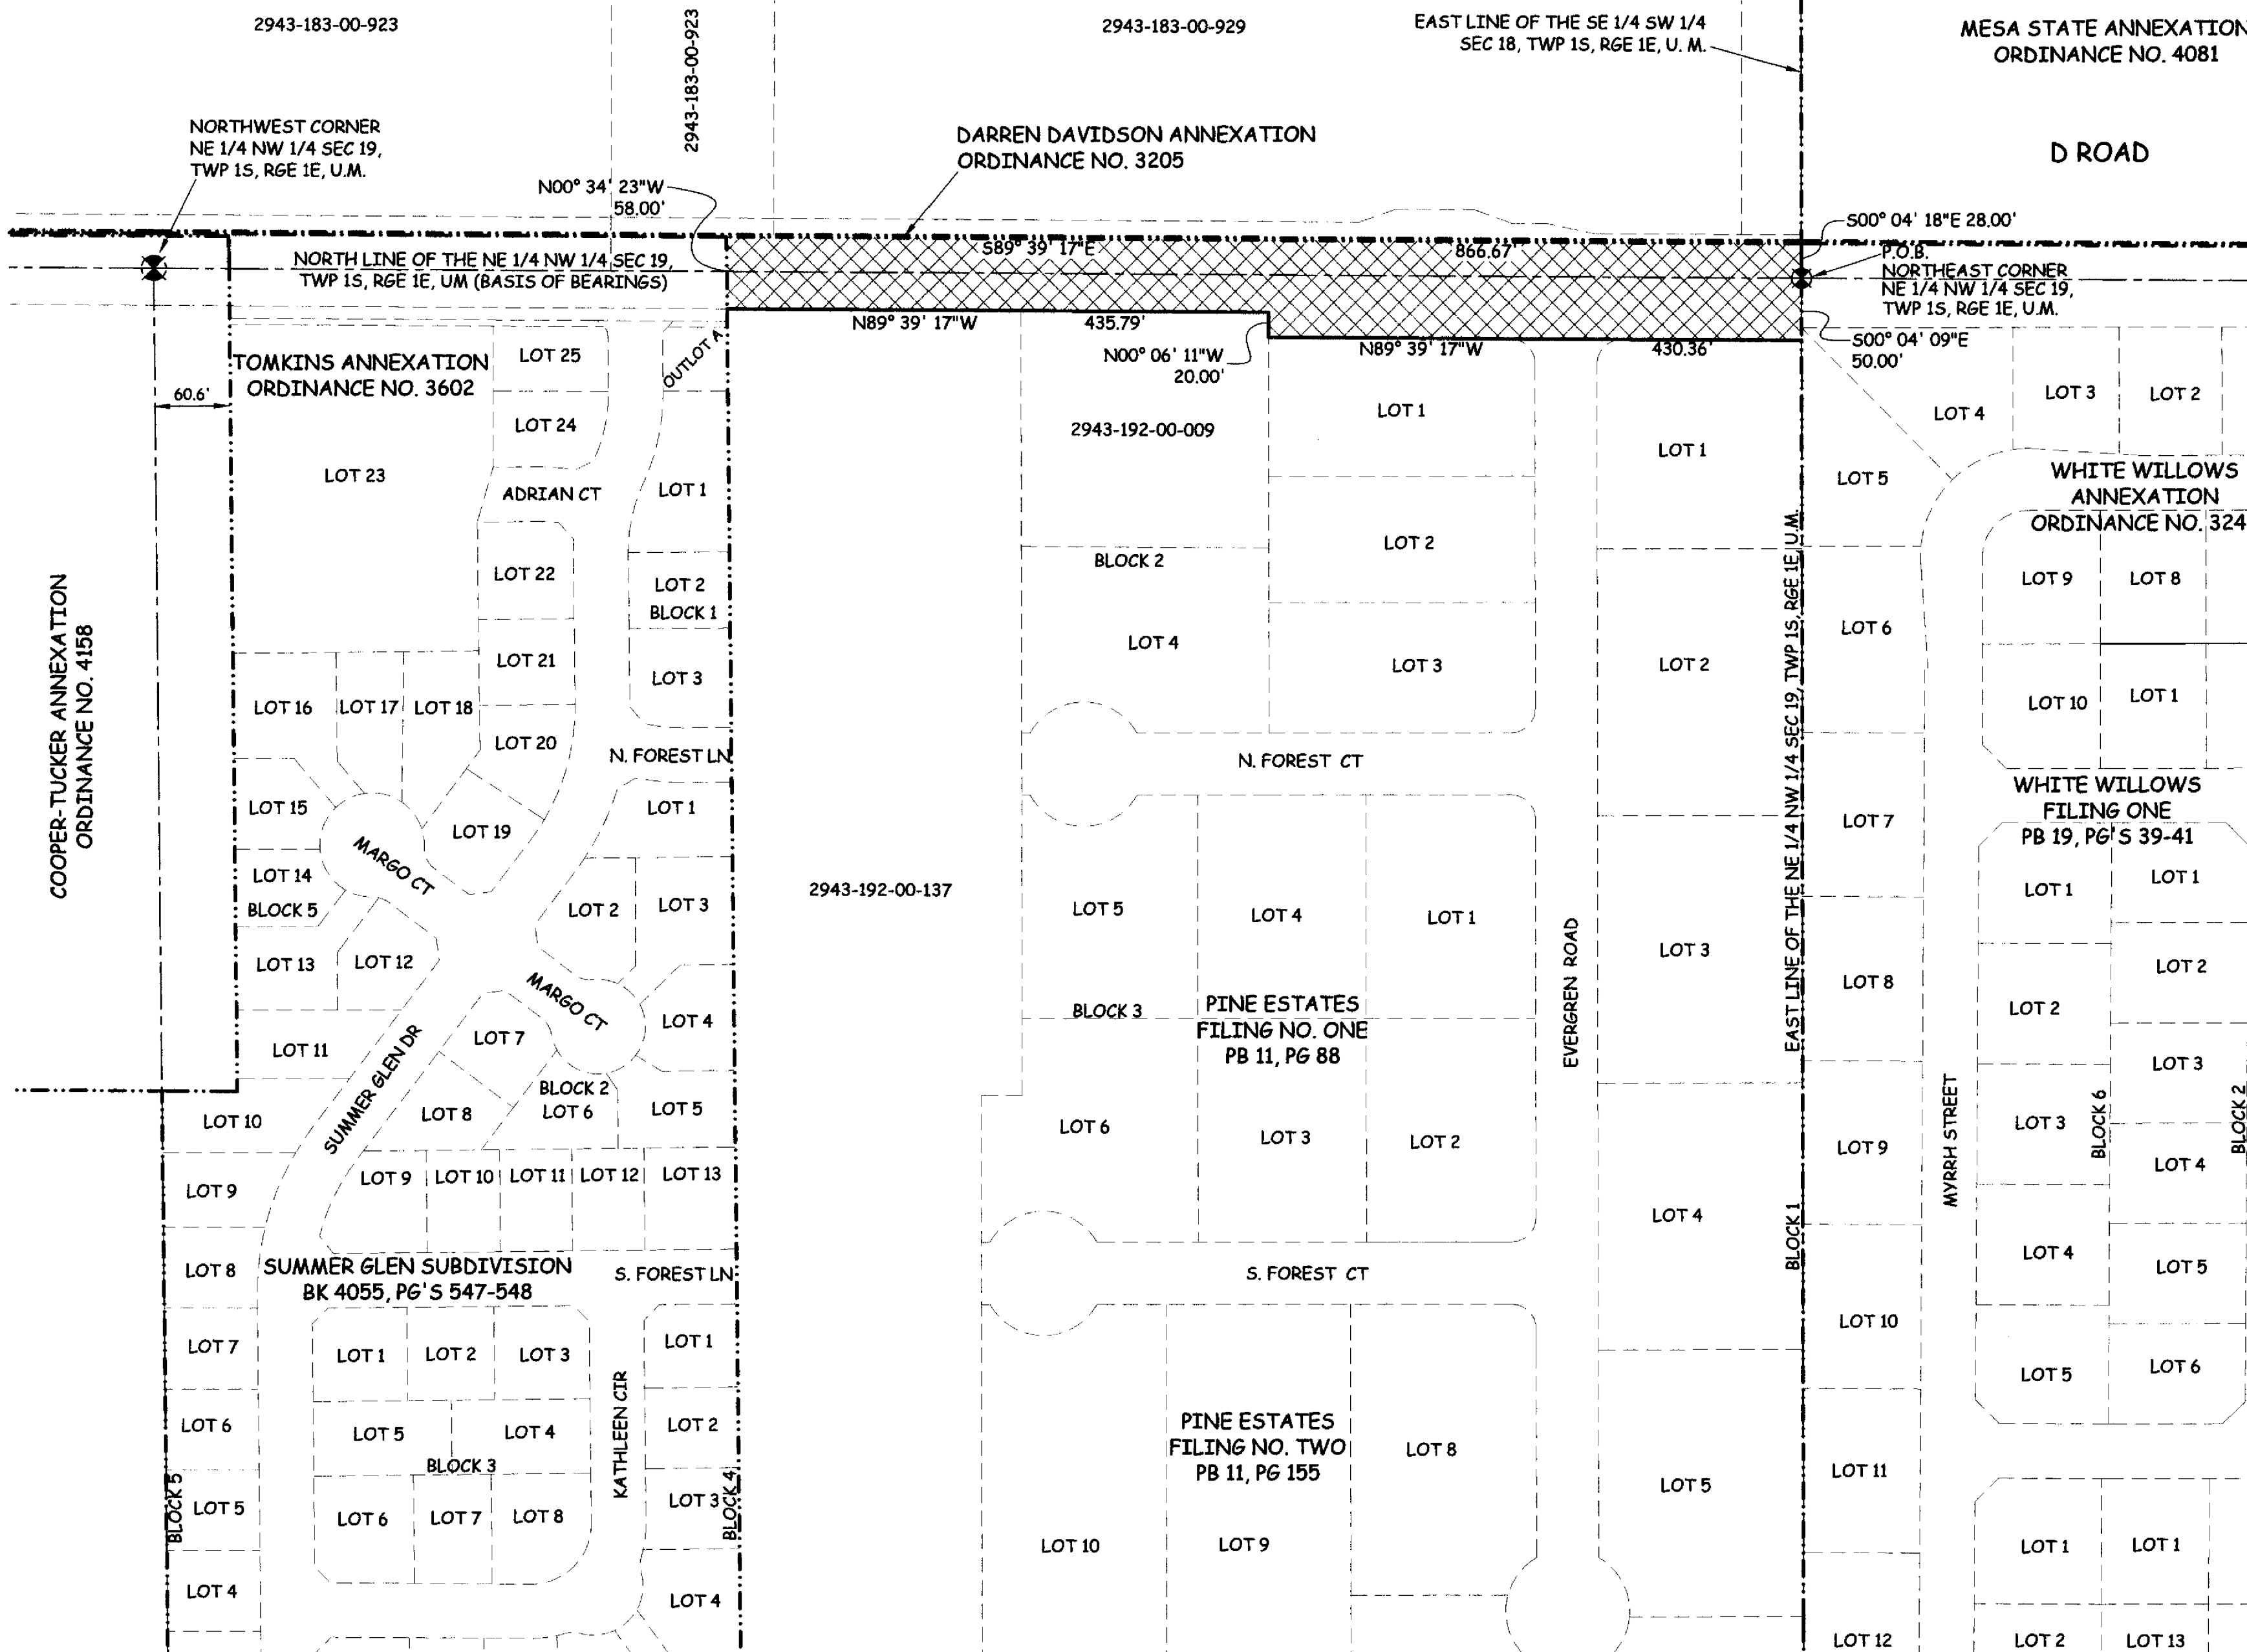 2943-183-00-923
2943-183-00-923
2943-183-00-929
EAST LINE OF THE SE 1/4 SW 1/4
SEC 18, TWP 1S, RGE 1E, U. M.
MESA STATE ANNEXATION
ORDINANCE NO. 4081
NORTHWEST CORNER
NE 1/4 NW 1/4 SEC 19,
TWP 1S, RGE 1E, U.M.
DARREN DAVIDSON ANNEXATION
ORDINANCE NO. 3205
D ROAD
N00° 34' 23"W
58.00'
S00° 04' 18"E 28.00'
S89° 39' 17"E
866.67'
P.O.B.
NORTHEAST CORNER
NE 1/4 NW 1/4 SEC 19,
TWP 1S, RGE 1E, U.M.
NORTH LINE OF THE NE 1/4 NW 1/4 SEC 19,
TWP 1S, RGE 1E, UM (BASIS OF BEARINGS)
N89° 39' 17"W
435.79'
N00° 06' 11"W
20.00'
N89° 39' 17"W
430.36'
S00° 04' 09"E
50.00'
TOMKINS ANNEXATION
ORDINANCE NO. 3602
60.6'
COOPER-TUCKER ANNEXATION
ORDINANCE NO. 4158
LOT 25
OUTLOT A
LOT 24
LOT 23
ADRIAN CT
LOT 1
LOT 22
LOT 2
BLOCK 1
LOT 21
LOT 3
LOT 16
LOT 17
LOT 18
LOT 20
N. FOREST LN
LOT 15
LOT 19
LOT 1
MARGO CT
LOT 14
BLOCK 5
LOT 2
LOT 3
LOT 13
LOT 12
MARGO CT
LOT 4
LOT 11
LOT 7
SUMMER GLEN DR
BLOCK 2
LOT 6
LOT 5
LOT 10
LOT 8
LOT 9
LOT 9
LOT 10
LOT 11
LOT 12
LOT 13
LOT 8
SUMMER GLEN SUBDIVISION
BK 4055, PG'S 547-548
S. FOREST LN
LOT 7
LOT 1
LOT 2
LOT 3
LOT 1
KATHLEEN CIR
LOT 6
LOT 5
LOT 4
LOT 2
BLOCK 3
BLOCK 5
LOT 5
LOT 6
LOT 7
LOT 8
LOT 3
BLOCK 4
LOT 4
LOT 4
2943-192-00-137
2943-192-00-009
LOT 1
LOT 1
BLOCK 2
LOT 2
LOT 4
LOT 3
LOT 2
N. FOREST CT
LOT 5
LOT 4
LOT 1
EVERGREN ROAD
LOT 3
BLOCK 3
PINE ESTATES
FILING NO. ONE
PB 11, PG 88
LOT 6
LOT 3
LOT 2
LOT 4
S. FOREST CT
PINE ESTATES
FILING NO. TWO
PB 11, PG 155
LOT 8
LOT 5
LOT 10
LOT 9
EAST LINE OF THE NE 1/4 NW 1/4 SEC 19, TWP 1S, RGE 1E, U.M.
BLOCK 1
LOT 3
LOT 2
LOT 4
LOT 5
WHITE WILLOWS
ANNEXATION
ORDINANCE NO. 324
LOT 9
LOT 8
LOT 6
LOT 10
LOT 1
WHITE WILLOWS
FILING ONE
PB 19, PG'S 39-41
LOT 7
LOT 1
LOT 1
LOT 8
LOT 2
LOT 2
LOT 3
MYRRH STREET
LOT 9
LOT 3
BLOCK 6
LOT 4
BLOCK 2
LOT 4
LOT 5
LOT 10
LOT 5
LOT 6
LOT 11
LOT 1
LOT 1
LOT 12
LOT 2
LOT 13